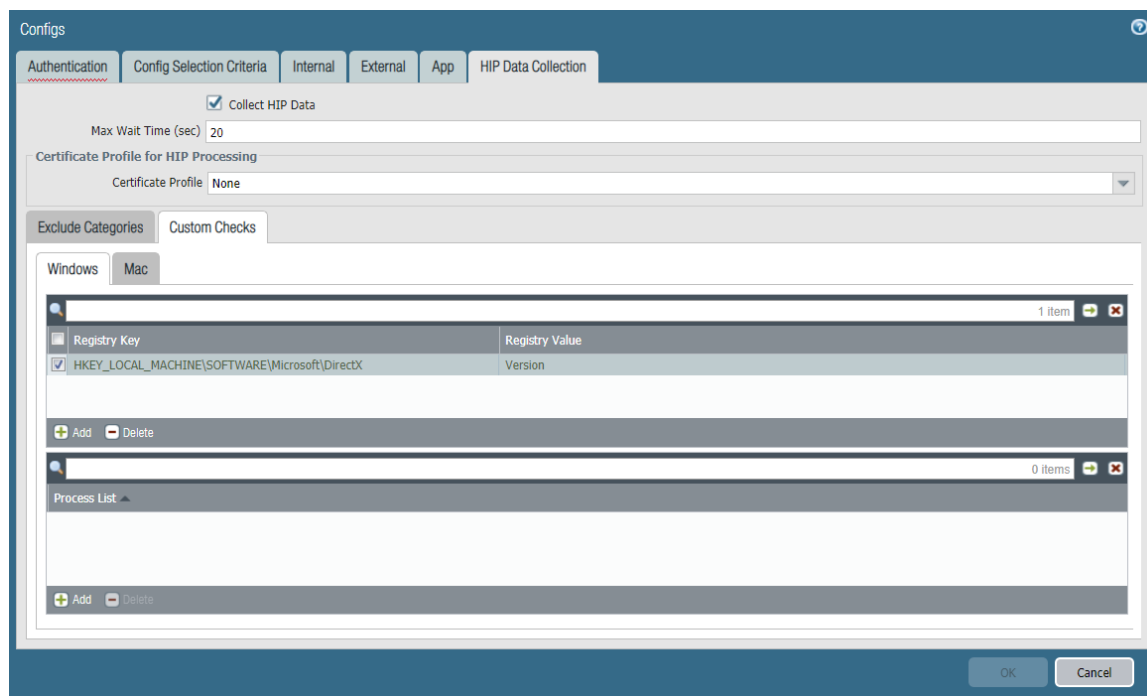 Configs
Authentication Config Selection Criteria Internal External App HIP Data Collection
Collect HIP Data
Max Wait Time (sec) 20
Certificate Profile for HIP Processing
Certificate Profile None
Exclude Categories Custom Checks
Windows Mac
1 item
Registry Key Registry Value
HKEY_LOCAL_MACHINE\SOFTWARE\Microsoft\DirectX Version
Add Delete
0 items
Process List
Add Delete
OK Cancel